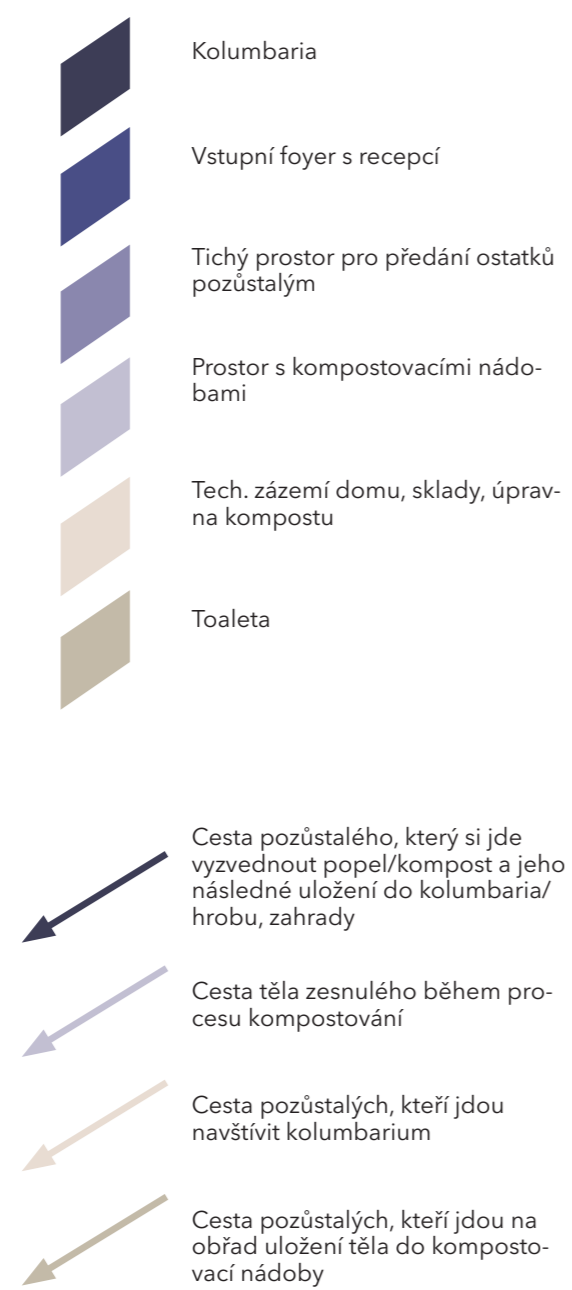 Kolumbaria
Vstupní foyer s recepcí
Tichý prostor pro předání ostatků
pozůstalým
Prostor s kompostovacími nádo-
bami
Tech. zázemí domu, sklady, úprav-
na kompostu
Toaleta
Cesta pozůstalého, který si jde
vyzvednout popel/kompost a jeho
následné uložení do kolumbaria/
hrobu, zahrady
Cesta těla zesnulého během pro-
cesu kompostování
Cesta pozůstalých, kteří jdou
navštívit kolumbarium
Cesta pozůstalých, kteří jdou na
obřad uložení těla do komposto-
vací nádoby